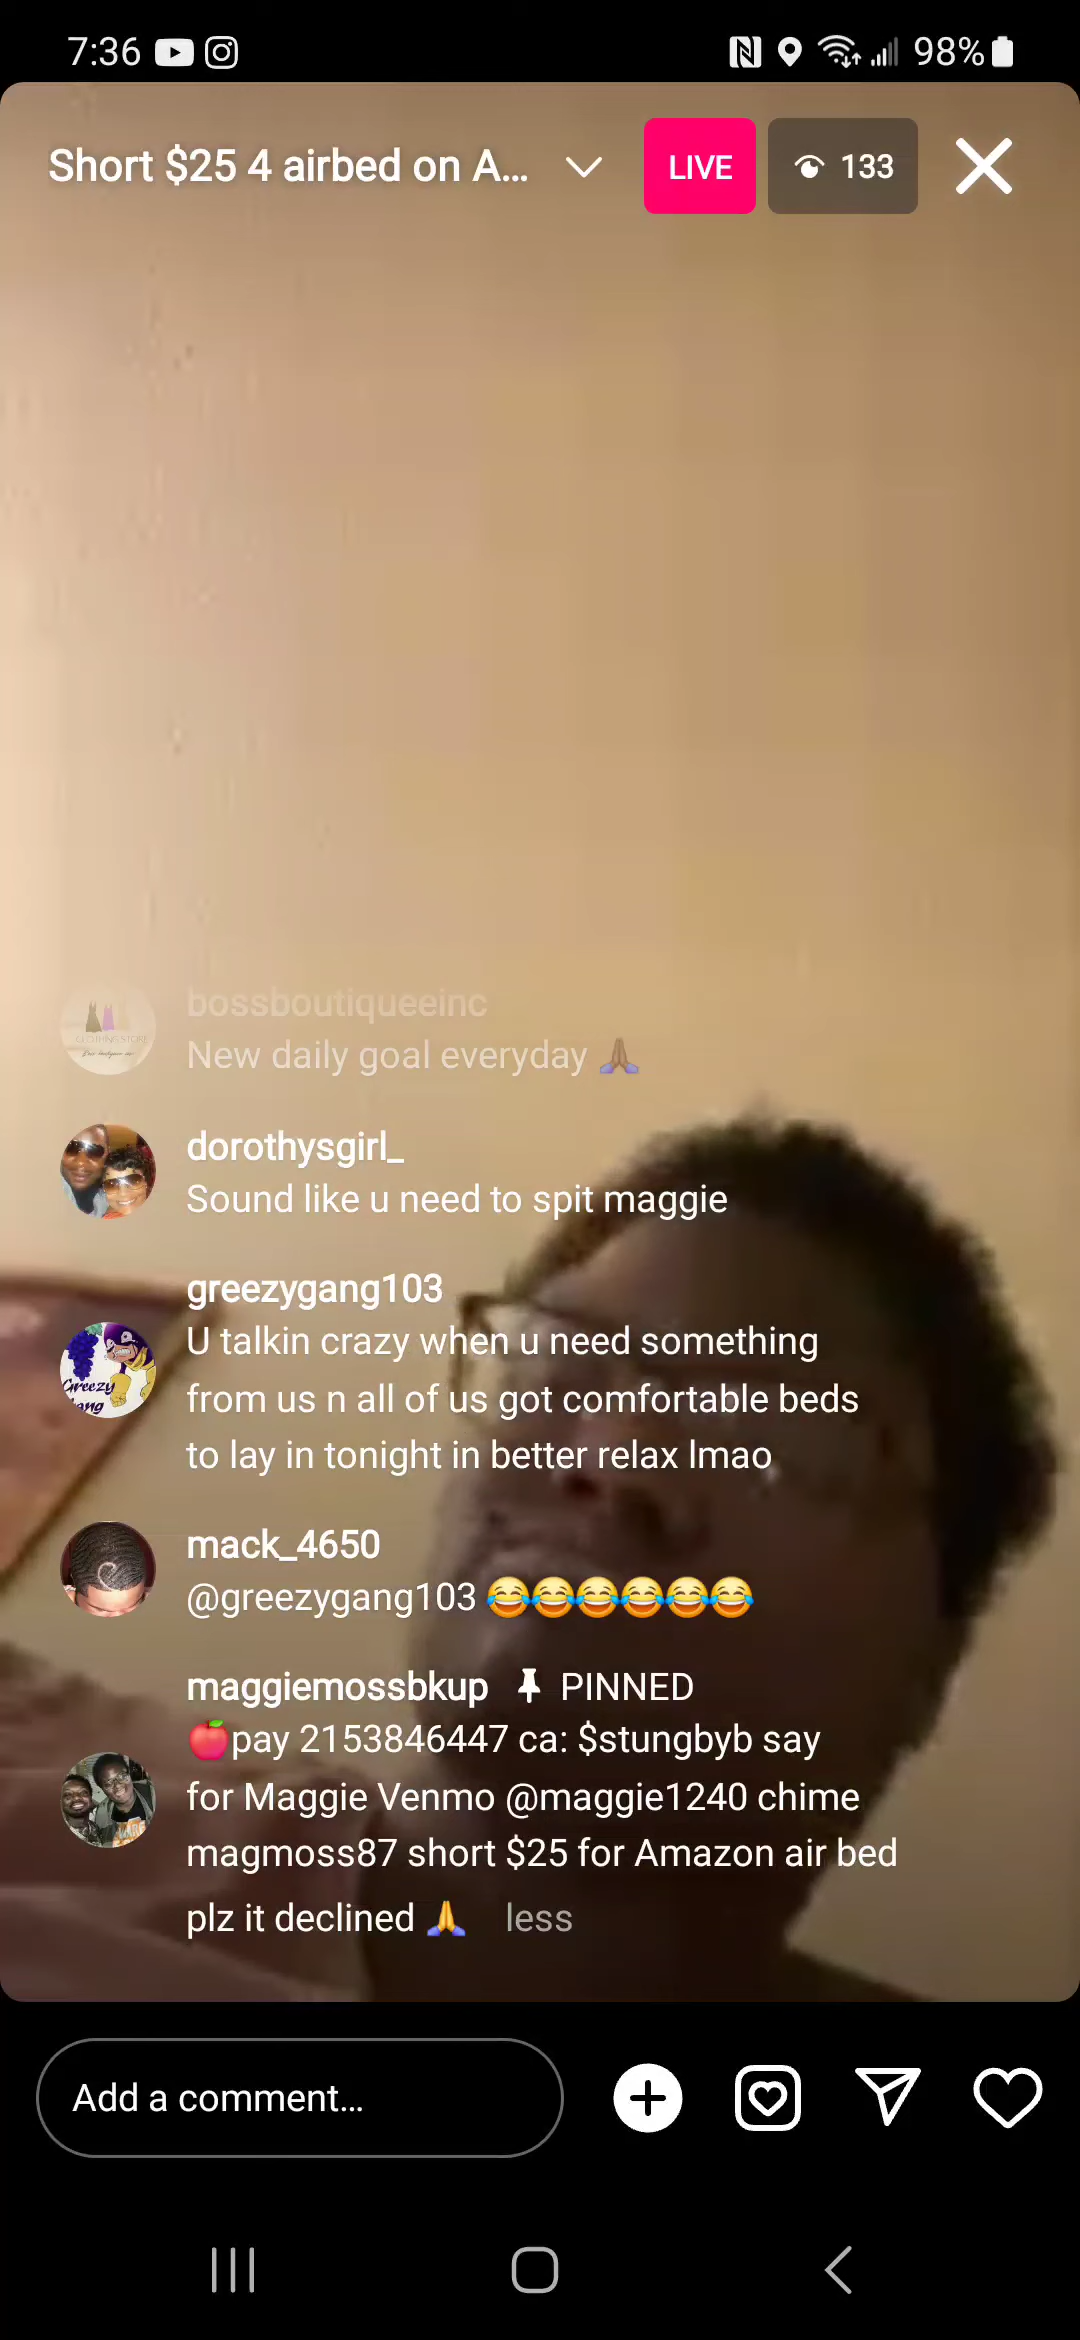 7:36
98%
Short $25 4 airbed on A...
LIVE
133
bossboutiqueeinc
New daily goal everyday 🙏🏽
CLOTHING STORE
dorothysgirl_
Sound like u need to spit maggie
greezygang103
U talkin crazy when u need something
from us n all of us got comfortable beds
to lay in tonight in better relax lmao
Greezy
mack_4650
@greezygang103 😂😂😂😂😂😂
maggiemossbkup 📌 PINNED
🍎pay 2153846447 ca: $stungbyb say
for Maggie Venmo @maggie1240 chime
magmoss87 short $25 for Amazon air bed
plz it declined 🙏 less
Add a comment...